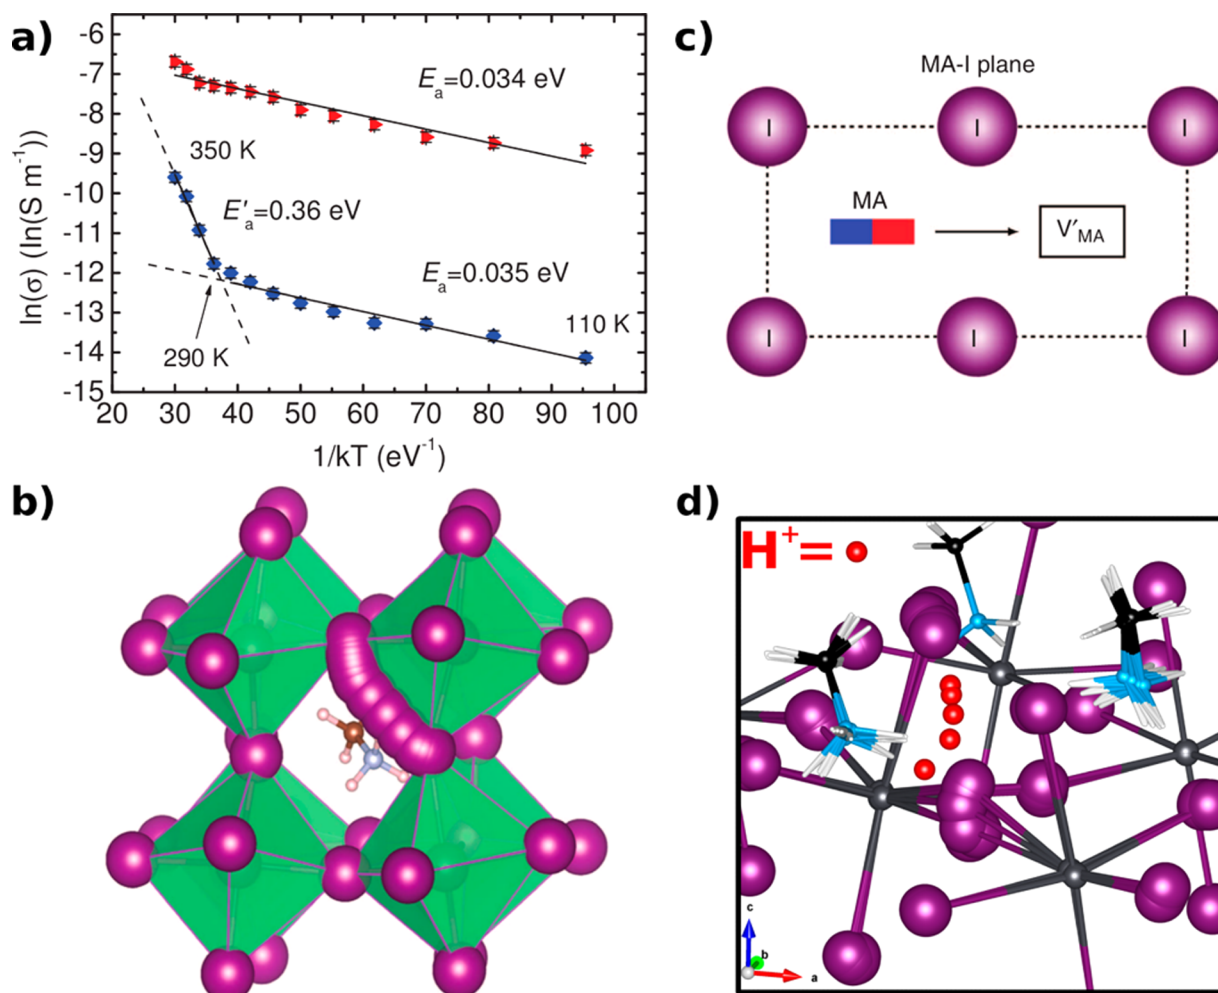 a)
-6
-7
-8
-9
-10
-11
-12
-13
-14
-15
ln(σ) (ln(S m⁻¹))
Eₐ=0.034 eV
350 K
E′ₐ=0.36 eV
Eₐ=0.035 eV
290 K
110 K
20 30 40 50 60 70 80 90 100
1/kT (eV⁻¹)
c)
MA-I plane
I I I
MA
V′MA
I I I
b)
d)
H⁺=
c
b
a